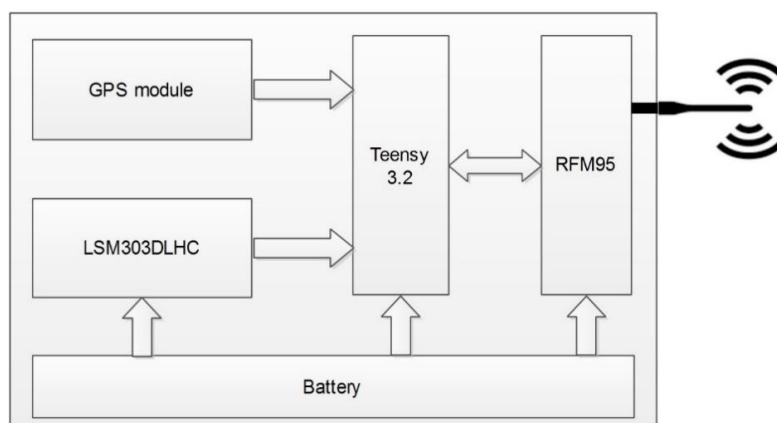 GPS module
Teensy
3.2
RFM95
LSM303DLHC
Battery